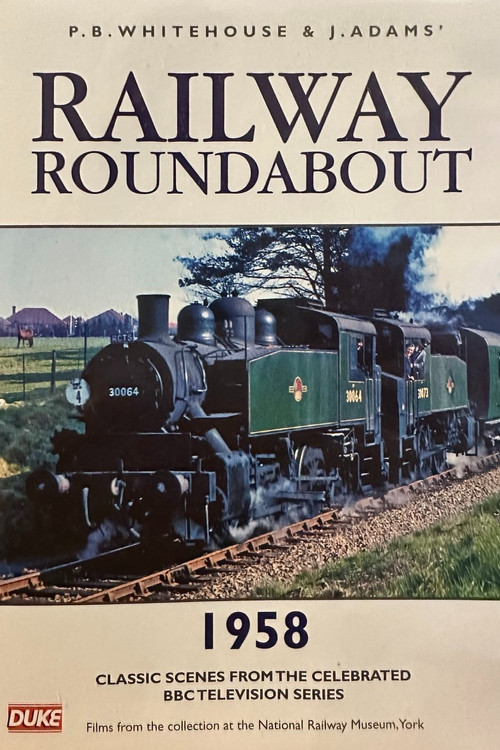 P.B.WHITEHOUSE & J.ADAMS'
RAILWAY
ROUNDABOUT
30064
4
30064
30073
1958
CLASSIC SCENES FROM THE CELEBRATED
BBC TELEVISION SERIES
DUKE
Films from the collection at the National Railway Museum, York